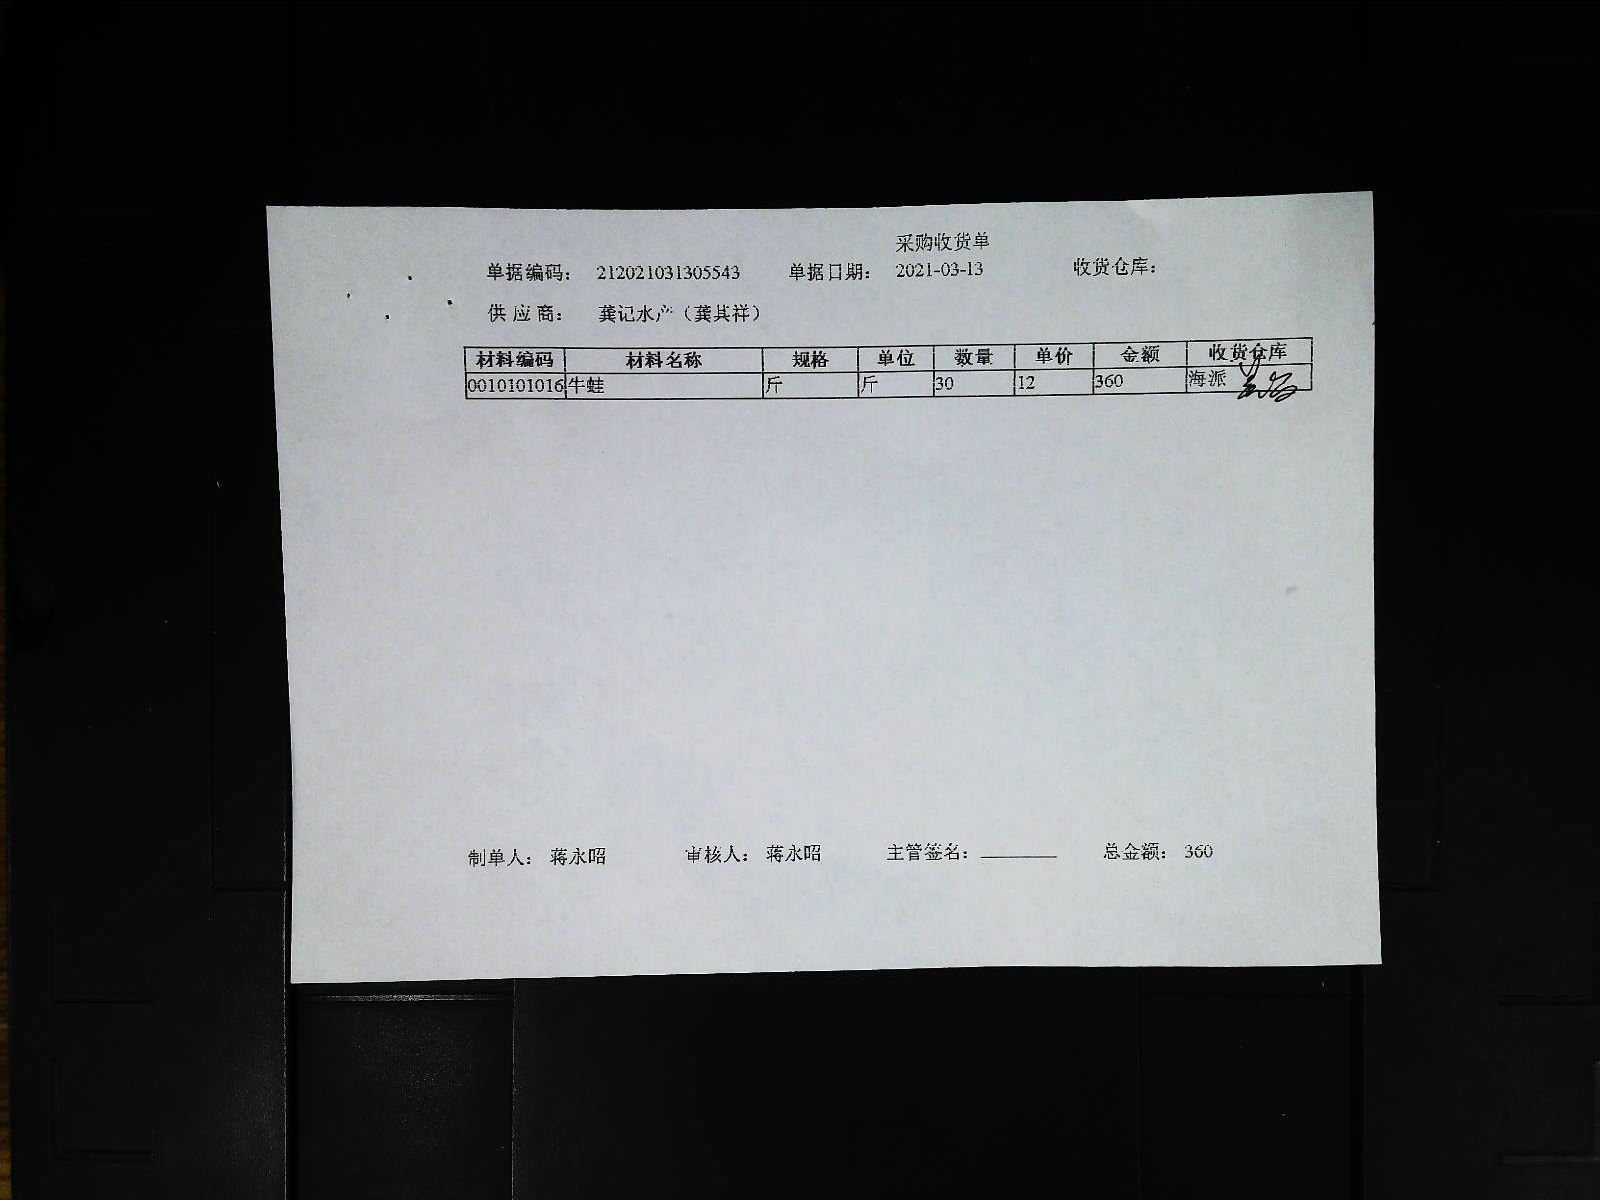 采购收货单
单据编码： 212021031305543 单据日期： 2021-03-13 收货仓库：
供应商： 龚记水产（龚其祥）
材料编码 材料名称 规格 单位 数量 单价 金额 收货仓库
0010101016 牛蛙 斤 斤 30 12 360 海派
制单人： 蒋永昭 审核人： 蒋永昭 主管签名： 总金额： 360